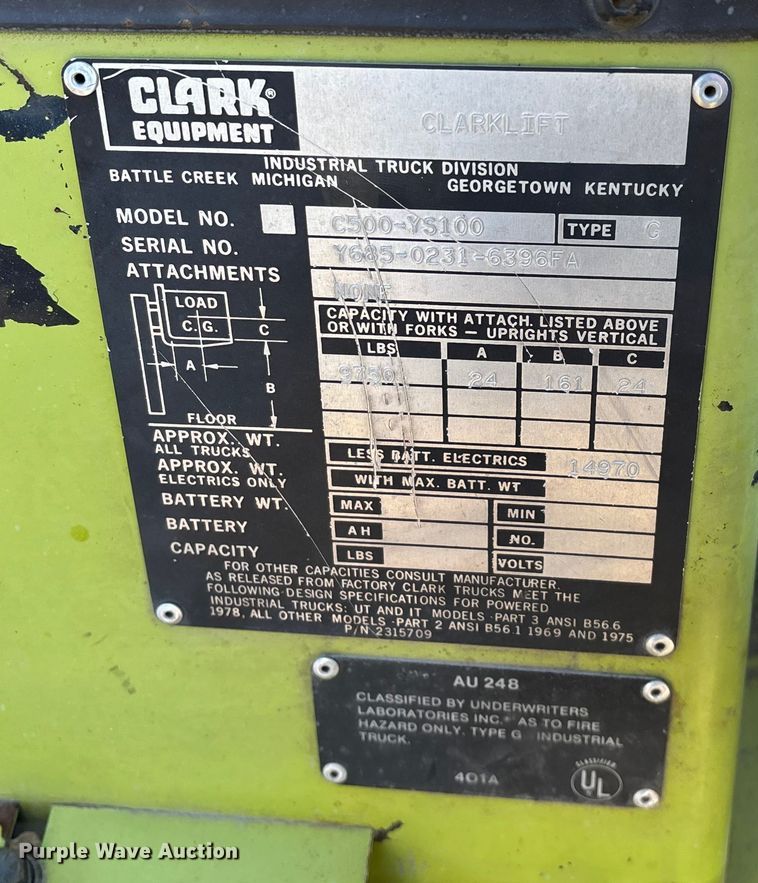 CLARK®
EQUIPMENT
CLARKLIFT
INDUSTRIAL TRUCK DIVISION
BATTLE CREEK MICHIGAN GEORGETOWN KENTUCKY
MODEL NO. C500-YS100 TYPE G
SERIAL NO. Y685-0231-6396FA
ATTACHMENTS NONE
LOAD
C.G.
C
A
B
FLOOR
CAPACITY WITH ATTACH. LISTED ABOVE
OR WITH FORKS — UPRIGHTS VERTICAL
LBS A B C
9750 24 161 24
APPROX. WT.
ALL TRUCKS
LESS BATT. ELECTRICS 14970
APPROX. WT.
ELECTRICS ONLY
WITH MAX. BATT. WT
BATTERY WT. MAX MIN
BATTERY AH NO.
CAPACITY LBS VOLTS
FOR OTHER CAPACITIES CONSULT MANUFACTURER.
AS RELEASED FROM FACTORY CLARK TRUCKS MEET THE
FOLLOWING DESIGN SPECIFICATIONS FOR POWERED
INDUSTRIAL TRUCKS: UT AND IT MODELS - PART 3 ANSI B56.6
1978, ALL OTHER MODELS - PART 2 ANSI B56.1 1969 AND 1975
P/N 2315709
AU 248
CLASSIFIED BY UNDERWRITERS
LABORATORIES INC.® AS TO FIRE
HAZARD ONLY. TYPE G INDUSTRIAL
TRUCK.
401A
CLASSIFIED
UL
Purple Wave Auction